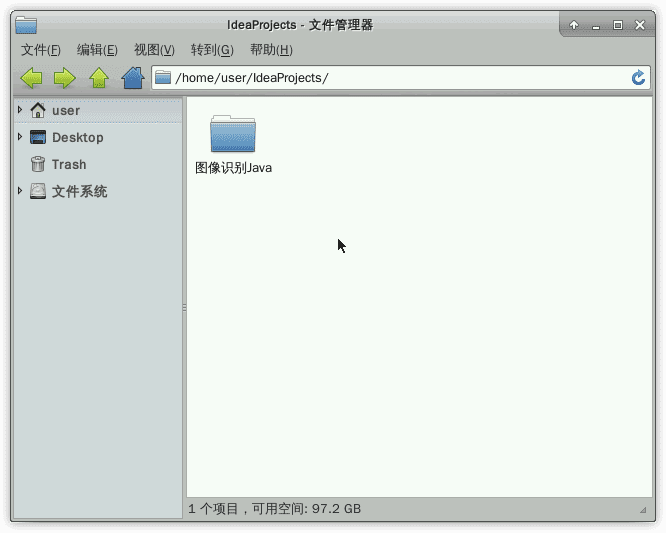 IdeaProjects - 文件管理器
文件(F) 编辑(E) 视图(V) 转到(G) 帮助(H)
/home/user/IdeaProjects/
user
Desktop
Trash
文件系统
图像识别Java
1 个项目，可用空间: 97.2 GB